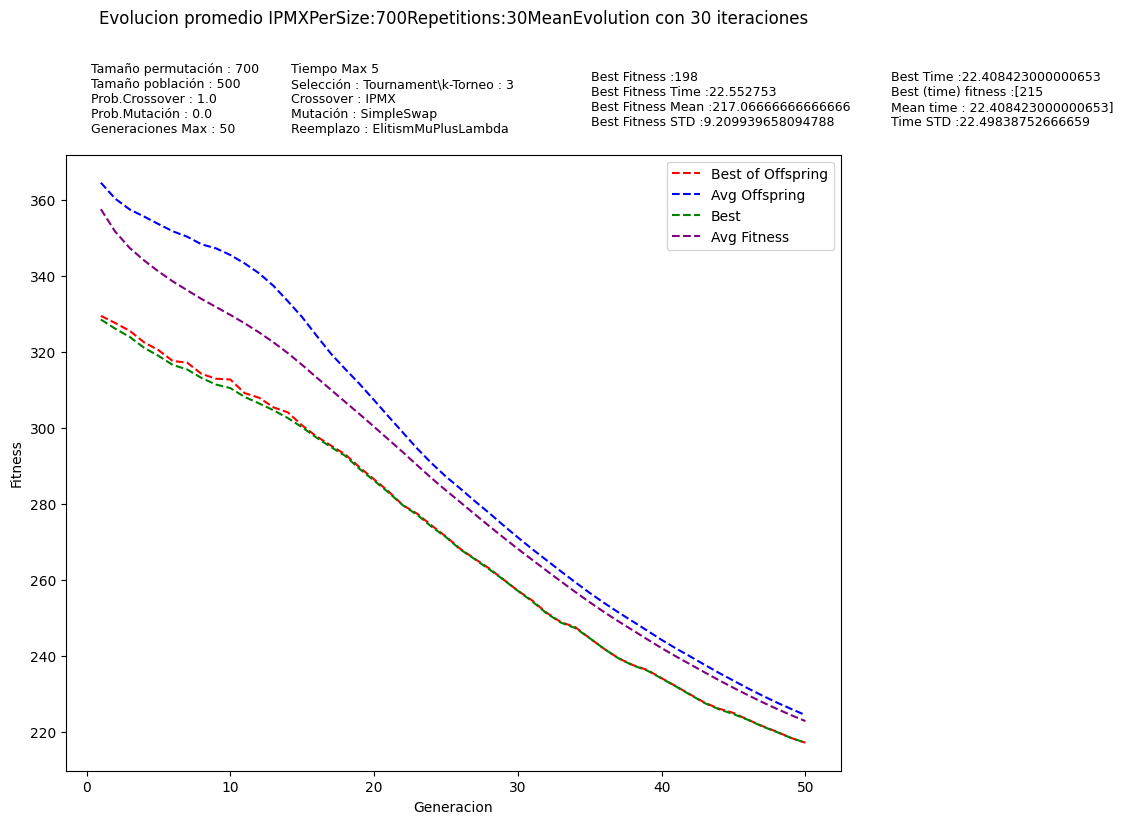 Evolucion promedio IPMXPerSize:700Repetitions:30MeanEvolution con 30 iteraciones
Tamaño permutación : 700
Tamaño población : 500
Prob.Crossover : 1.0
Prob.Mutación : 0.0
Generaciones Max : 50
Tiempo Max 5
Selección : Tournament\k-Torneo : 3
Crossover : IPMX
Mutación : SimpleSwap
Reemplazo : ElitismMuPlusLambda
Best Fitness :198
Best Fitness Time :22.552753
Best Fitness Mean :217.06666666666666
Best Fitness STD :9.209939658094788
Best Time :22.408423000000653
Best (time) fitness :[215
Mean time : 22.408423000000653]
Time STD :22.49838752666659
Best of Offspring
Avg Offspring
Best
Avg Fitness
Fitness
360
340
320
300
280
260
240
220
0
10
20
30
40
50
Generacion